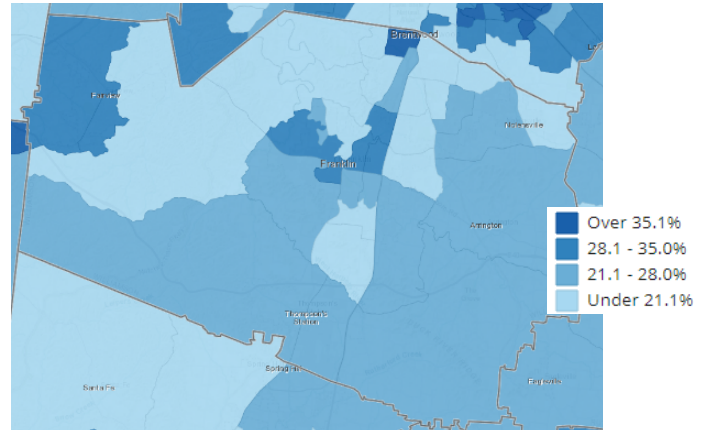 Brentwood
Fairview
Nolensville
Franklin
Arrington
Over 35.1%
28.1 - 35.0%
21.1 - 28.0%
Under 21.1%
Thompson's
Station
Spring Hill
Santa Fe
Eagleville